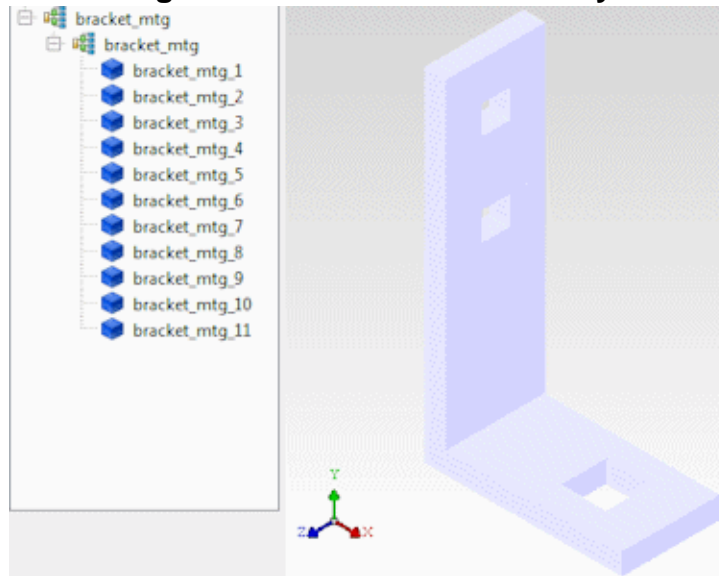 bracket_mtg
bracket_mtg
bracket_mtg_1
bracket_mtg_2
bracket_mtg_3
bracket_mtg_4
bracket_mtg_5
bracket_mtg_6
bracket_mtg_7
bracket_mtg_8
bracket_mtg_9
bracket_mtg_10
bracket_mtg_11
Y
Z
X